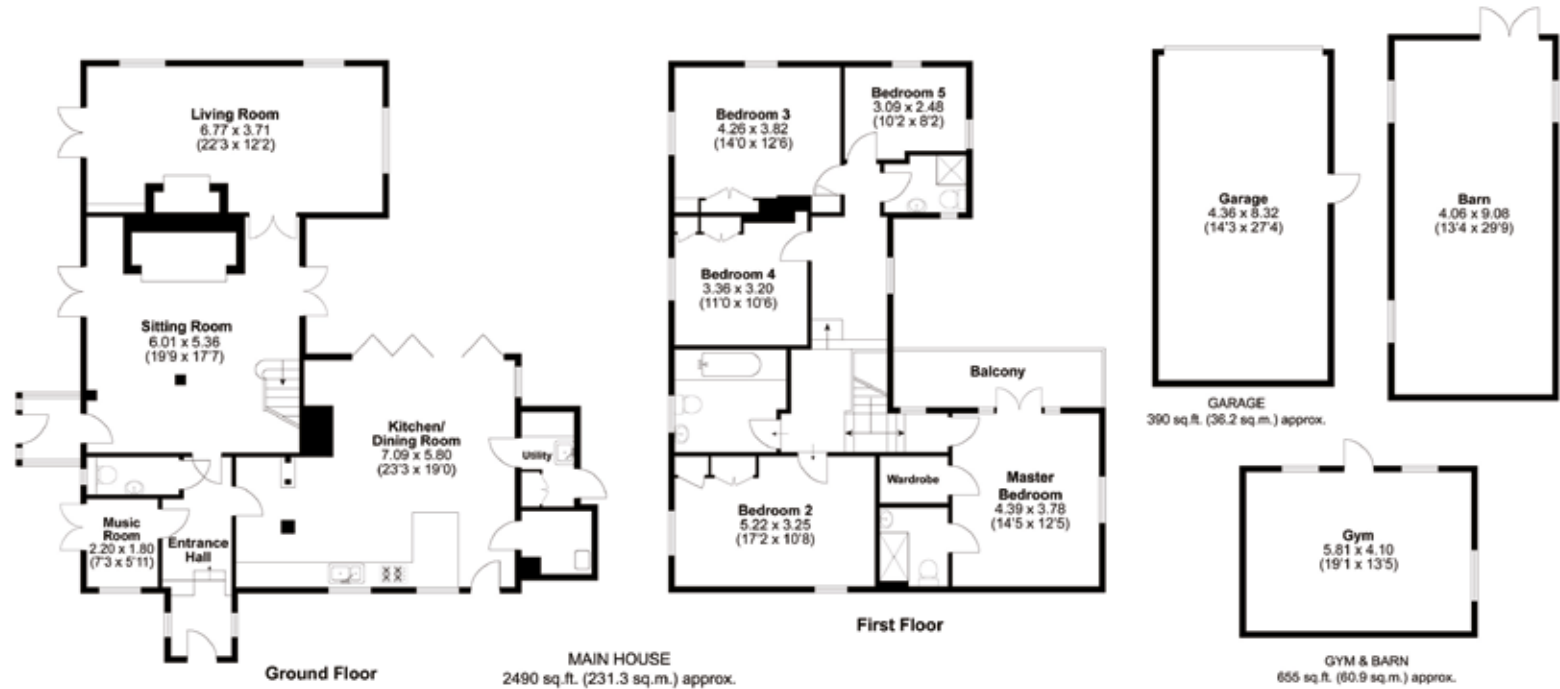 Living Room
6.77 x 3.71
(22'3 x 12'2)
Sitting Room
6.01 x 5.36
(19'9 x 17'7)
Kitchen/
Dining Room
7.09 x 5.80
(23'3 x 19'0)
Utility
Music
Room
2.20 x 1.80
(7'3 x 5'11)
Entrance
Hall
Ground Floor
Bedroom 3
4.26 x 3.82
(14'0 x 12'6)
Bedroom 5
3.09 x 2.48
(10'2 x 8'2)
Bedroom 4
3.36 x 3.20
(11'0 x 10'6)
Balcony
Bedroom 2
5.22 x 3.25
(17'2 x 10'8)
Wardrobe
Master
Bedroom
4.39 x 3.78
(14'5 x 12'5)
First Floor
MAIN HOUSE
2490 sq.ft. (231.3 sq.m.) approx.
Garage
4.36 x 8.32
(14'3 x 27'4)
GARAGE
390 sq.ft. (36.2 sq.m.) approx.
Barn
4.06 x 9.08
(13'4 x 29'9)
Gym
5.81 x 4.10
(19'1 x 13'5)
GYM & BARN
655 sq.ft. (60.9 sq.m.) approx.